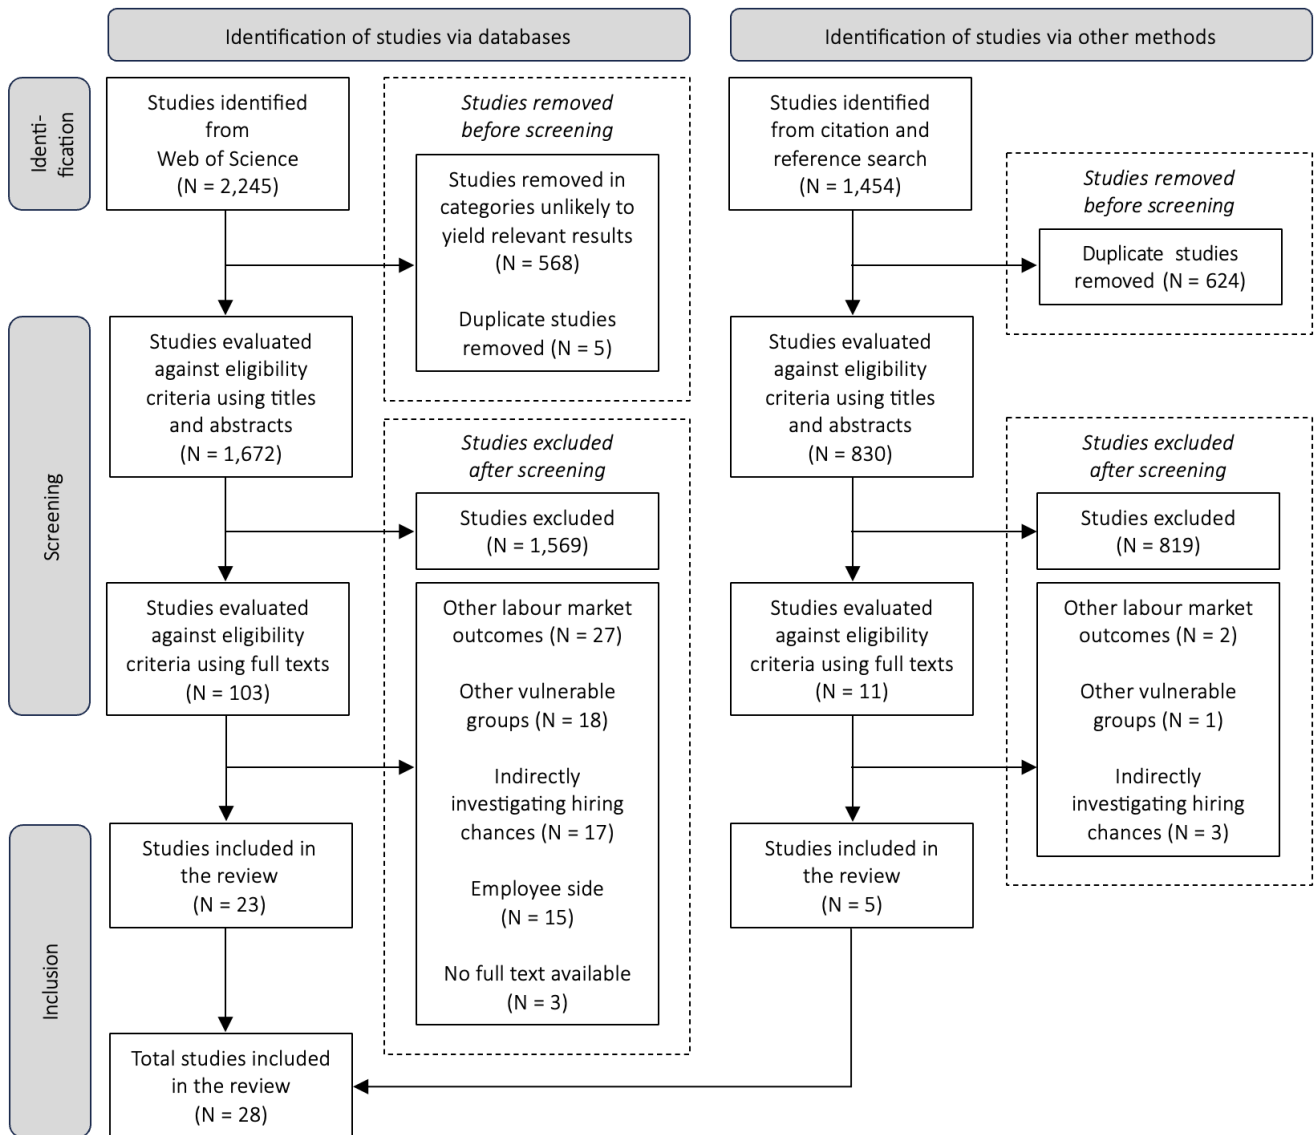 Identification of studies via databases
Identification of studies via other methods
Identi-
fication
Studies identified
from
Web of Science
(N = 2,245)
Studies removed
before screening
Studies removed in
categories unlikely to
yield relevant results
(N = 568)
Duplicate studies
removed (N = 5)
Studies identified
from citation and
reference search
(N = 1,454)
Studies removed
before screening
Duplicate studies
removed (N = 624)
Screening
Studies evaluated
against eligibility
criteria using titles
and abstracts
(N = 1,672)
Studies excluded
after screening
Studies excluded
(N = 1,569)
Studies evaluated
against eligibility
criteria using titles
and abstracts
(N = 830)
Studies excluded
after screening
Studies excluded
(N = 819)
Studies evaluated
against eligibility
criteria using full texts
(N = 103)
Other labour market
outcomes (N = 27)
Other vulnerable
groups (N = 18)
Indirectly
investigating hiring
chances (N = 17)
Employee side
(N = 15)
No full text available
(N = 3)
Studies evaluated
against eligibility
criteria using full texts
(N = 11)
Other labour market
outcomes (N = 2)
Other vulnerable
groups (N = 1)
Indirectly
investigating hiring
chances (N = 3)
Inclusion
Studies included in
the review
(N = 23)
Studies included in
the review
(N = 5)
Total studies included
in the review
(N = 28)